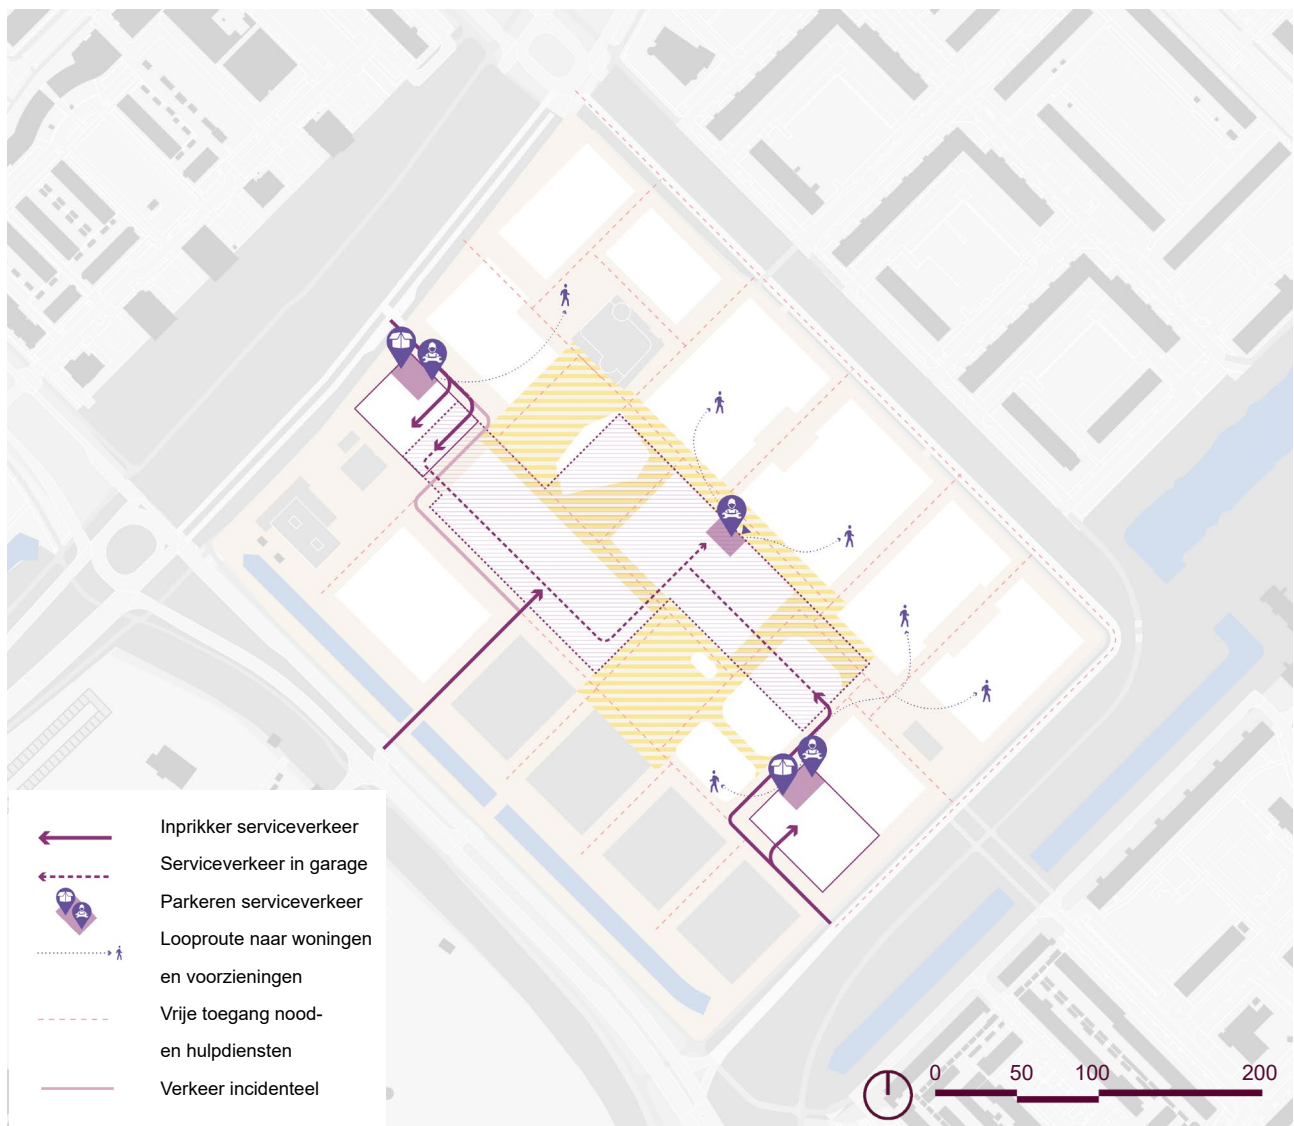 Inprikker serviceverkeer
Serviceverkeer in garage
Parkeren serviceverkeer
Looproute naar woningen
en voorzieningen
Vrije toegang nood-
en hulpdiensten
Verkeer incidenteel
0 50 100 200